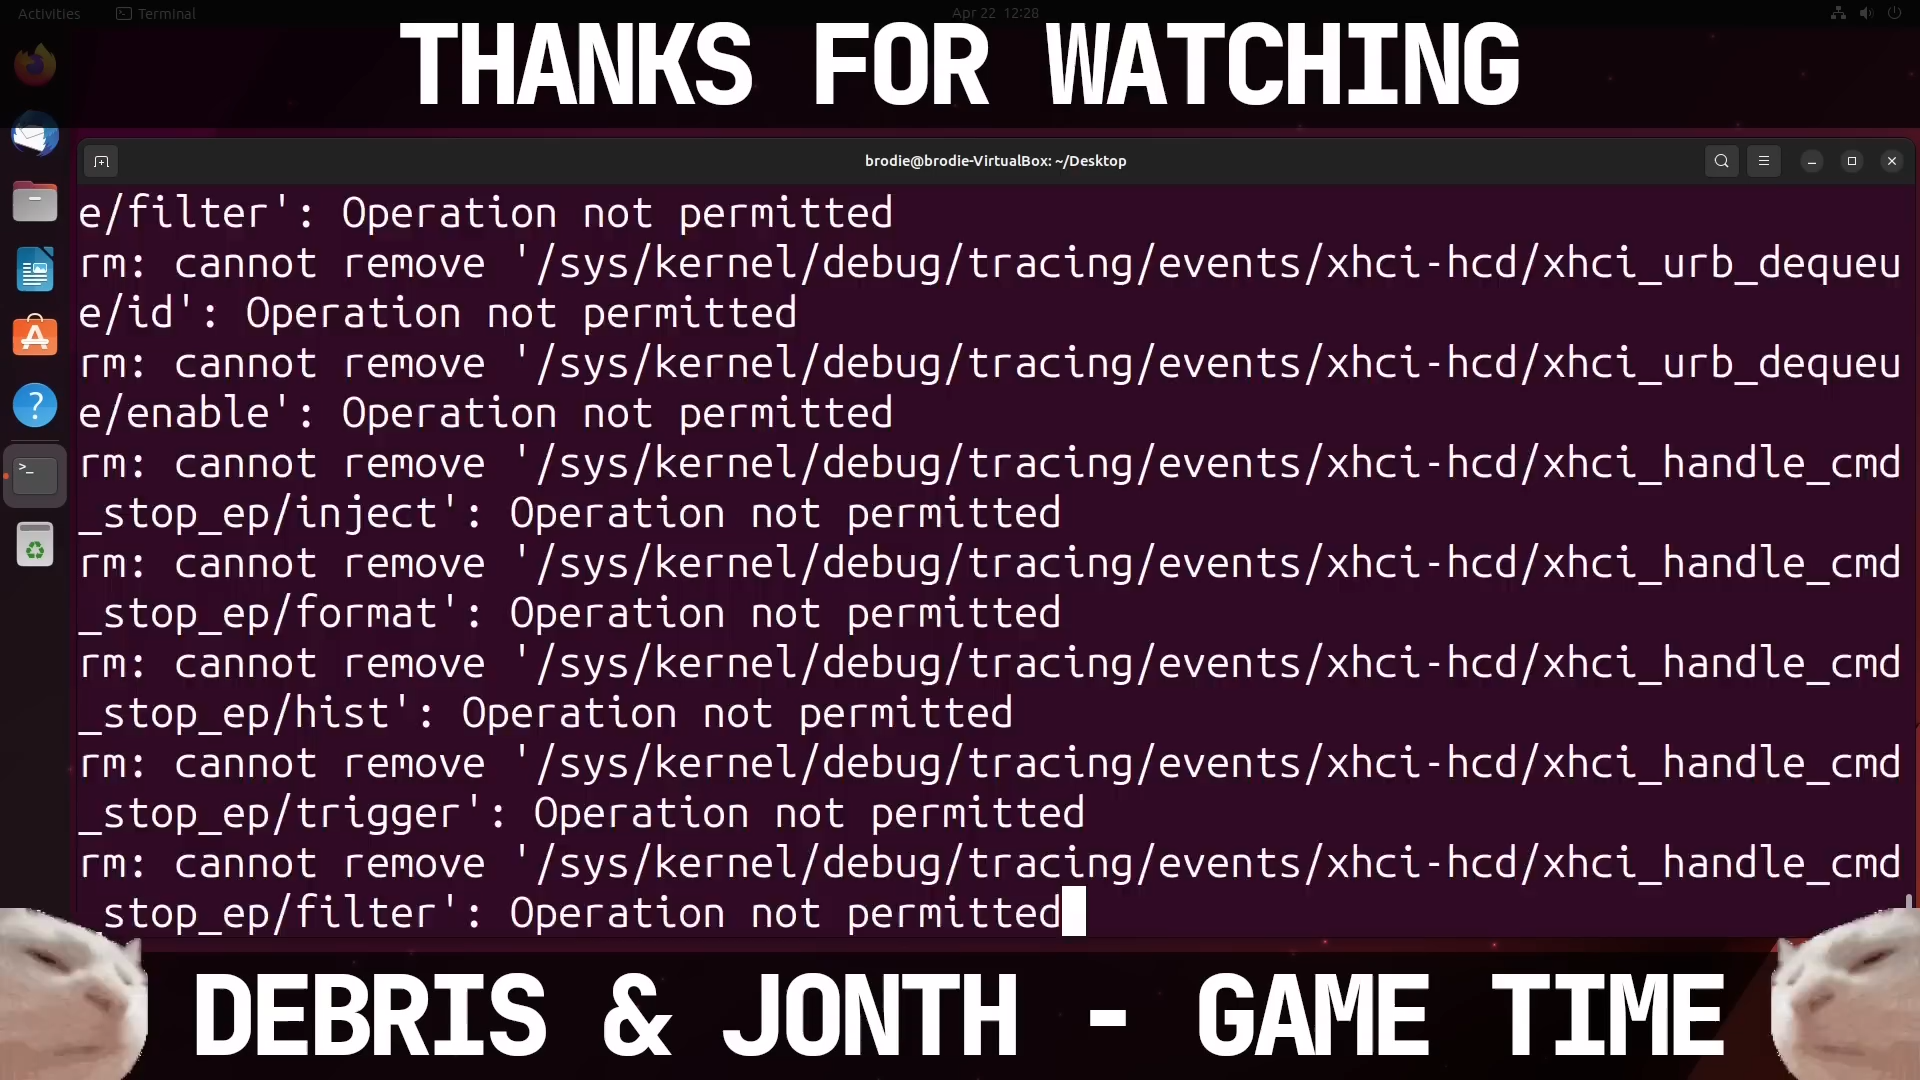 Activities
Terminal
Apr 22 12:28
THANKS FOR WATCHING
brodie@brodie-VirtualBox: ~/Desktop
e/filter': Operation not permitted
rm: cannot remove '/sys/kernel/debug/tracing/events/xhci-hcd/xhci_urb_dequeu
e/id': Operation not permitted
rm: cannot remove '/sys/kernel/debug/tracing/events/xhci-hcd/xhci_urb_dequeu
e/enable': Operation not permitted
rm: cannot remove '/sys/kernel/debug/tracing/events/xhci-hcd/xhci_handle_cmd
_stop_ep/inject': Operation not permitted
rm: cannot remove '/sys/kernel/debug/tracing/events/xhci-hcd/xhci_handle_cmd
_stop_ep/format': Operation not permitted
rm: cannot remove '/sys/kernel/debug/tracing/events/xhci-hcd/xhci_handle_cmd
_stop_ep/hist': Operation not permitted
rm: cannot remove '/sys/kernel/debug/tracing/events/xhci-hcd/xhci_handle_cmd
_stop_ep/trigger': Operation not permitted
rm: cannot remove '/sys/kernel/debug/tracing/events/xhci-hcd/xhci_handle_cmd
_stop_ep/filter': Operation not permitted
DEBRIS & JONTH - GAME TIME